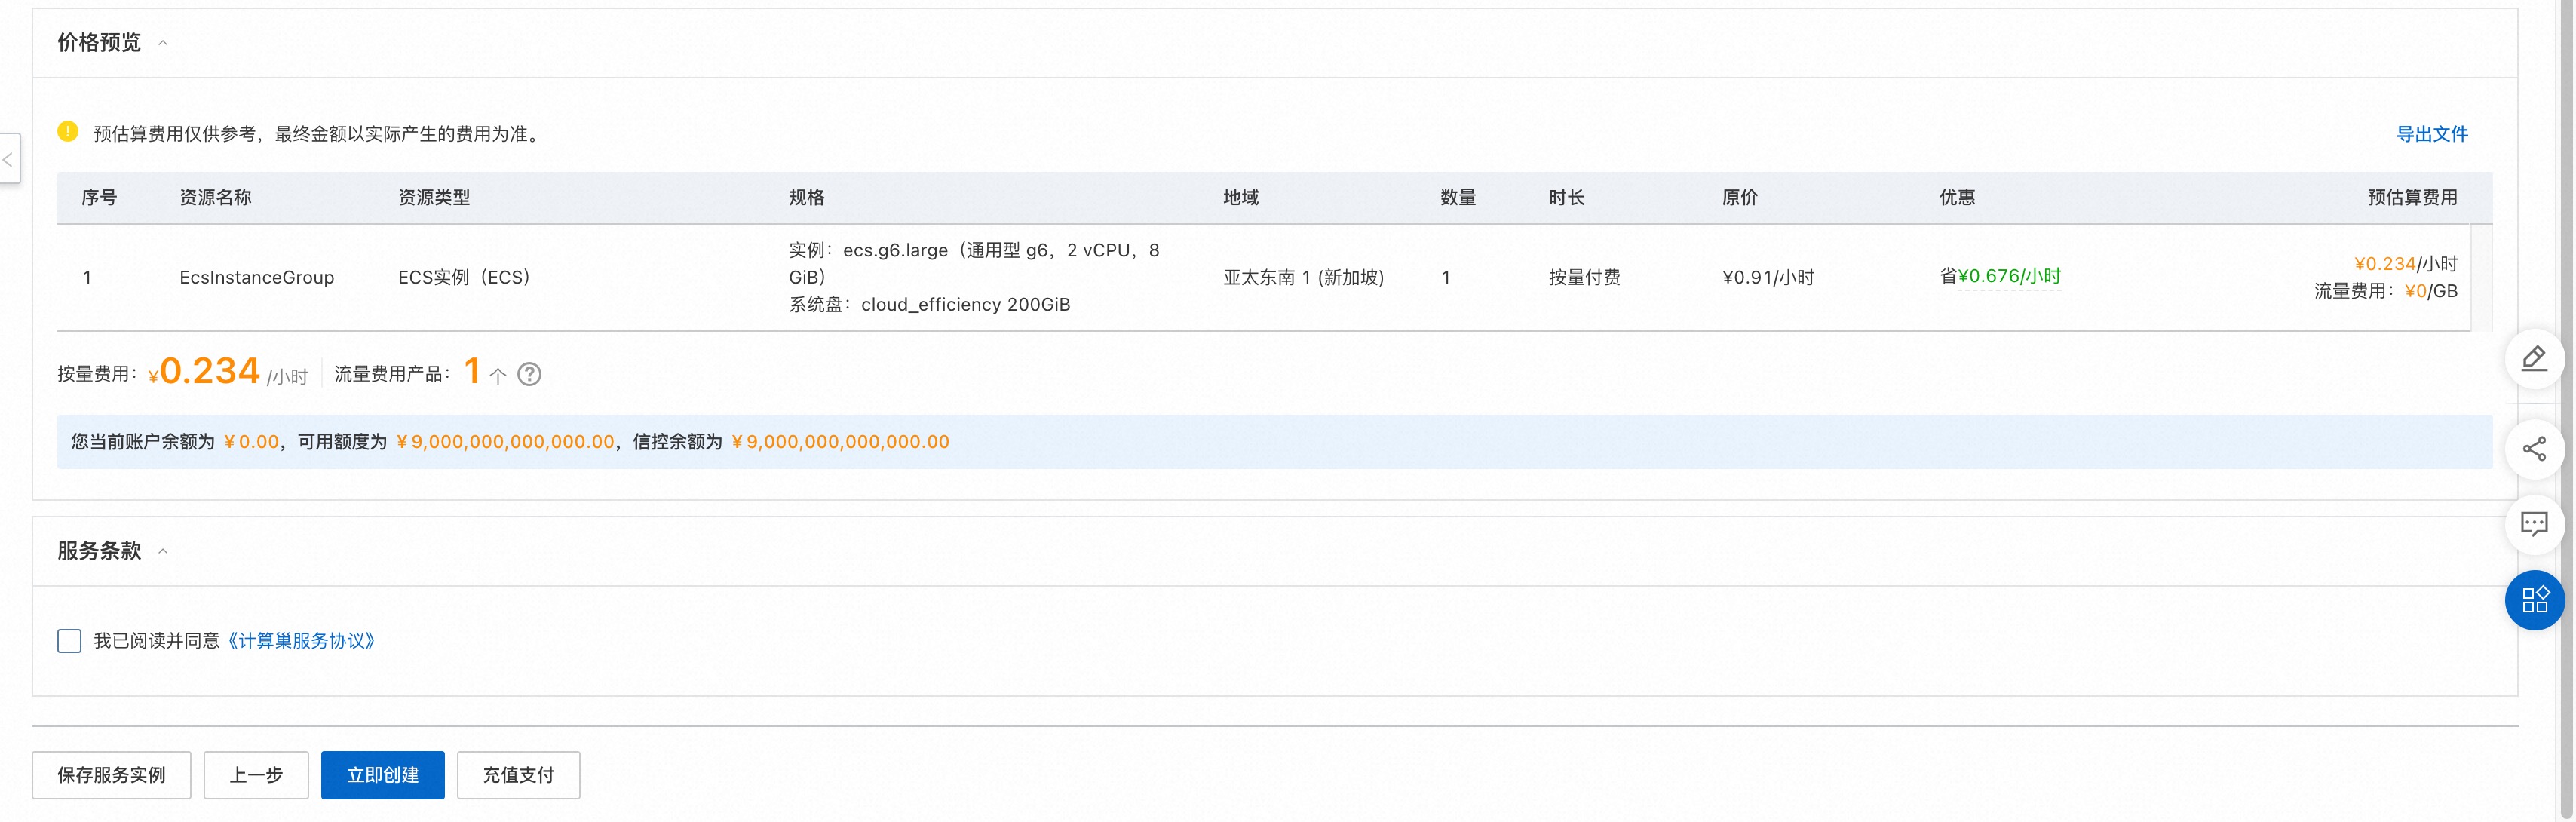 价格预览
预估算费用仅供参考，最终金额以实际产生的费用为准。
导出文件
序号 资源名称 资源类型 规格 地域 数量 时长 原价 优惠 预估算费用
1 EcsInstanceGroup ECS实例（ECS） 实例：ecs.g6.large（通用型 g6，2 vCPU，8
GiB）
系统盘：cloud_efficiency 200GiB
亚太东南 1 (新加坡) 1 按量付费 ¥0.91/小时 省¥0.676/小时
¥0.234/小时
流量费用：¥0/GB
按量费用：¥0.234 /小时 流量费用产品：1 个 ?
您当前账户余额为 ¥0.00，可用额度为 ¥9,000,000,000,000.00，信控余额为 ¥9,000,000,000,000.00
服务条款
我已阅读并同意《计算巢服务协议》
保存服务实例 上一步 立即创建 充值支付